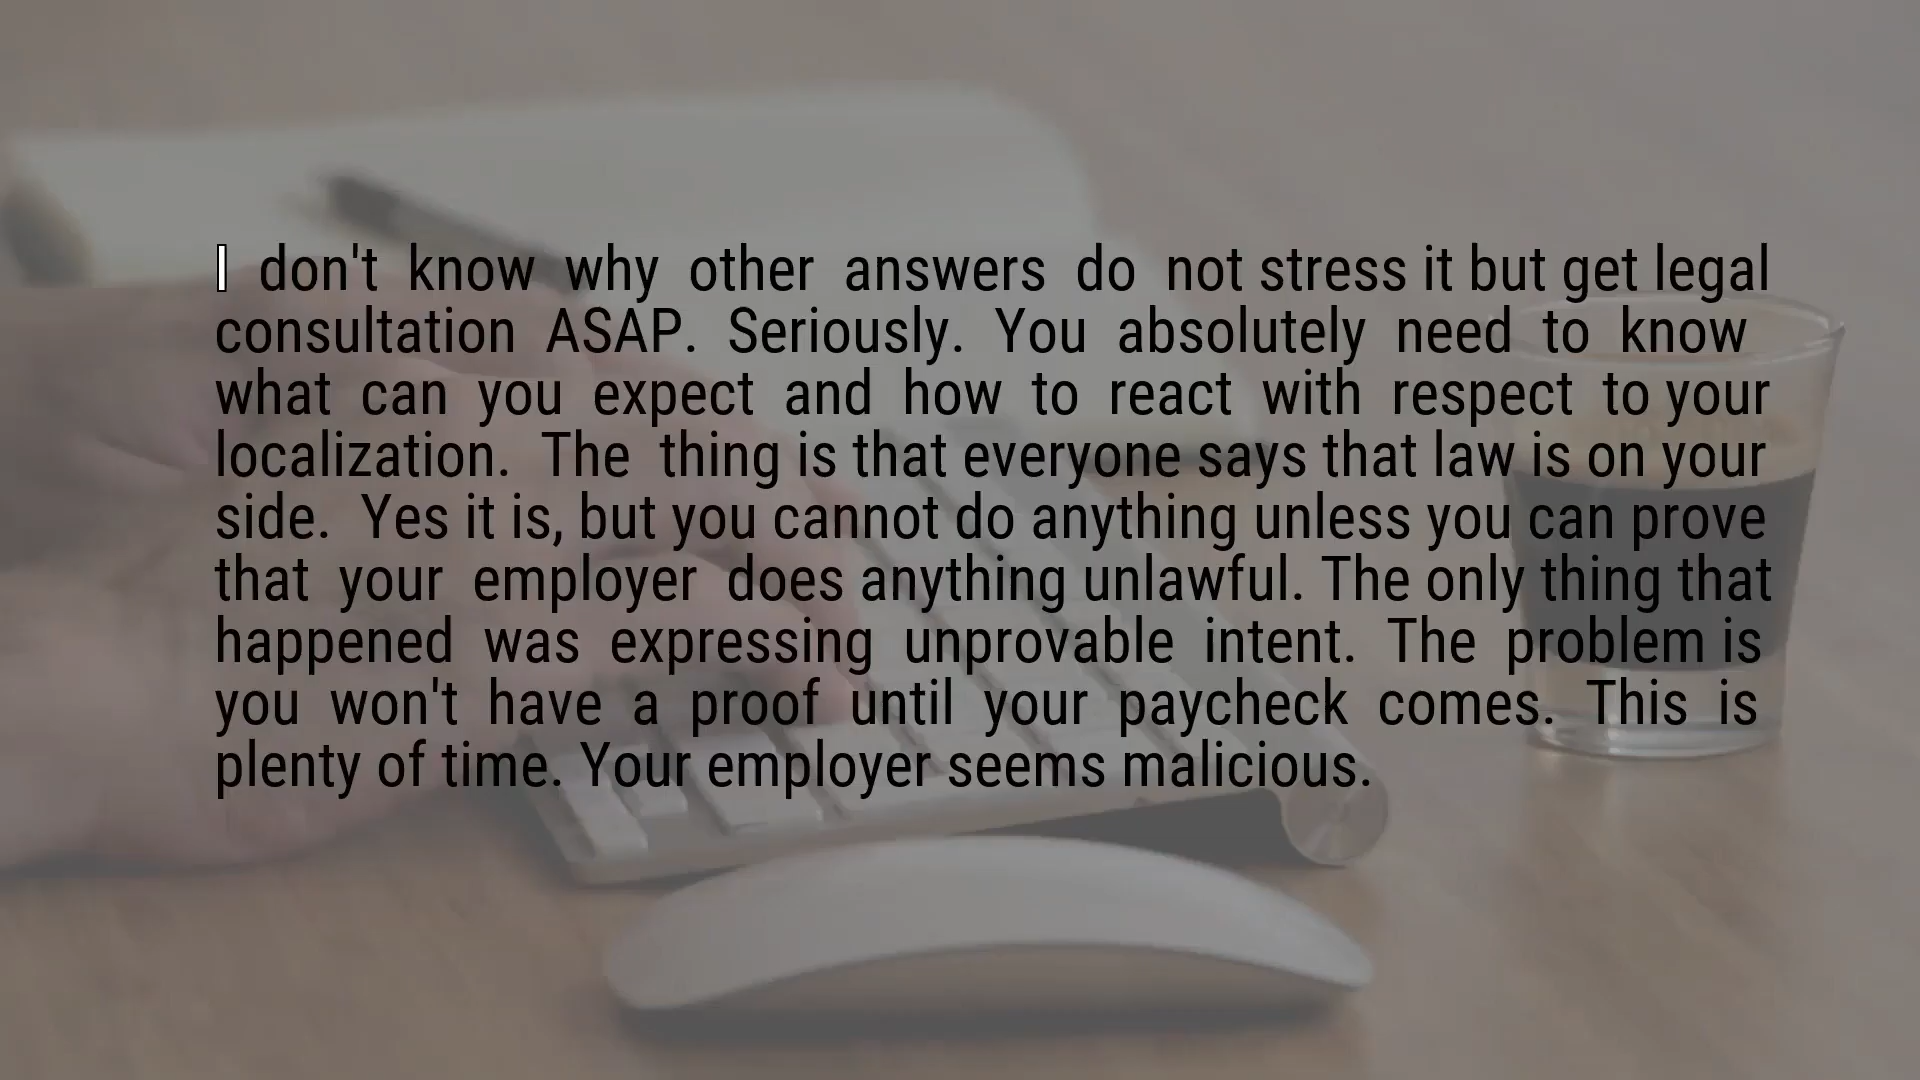 I don't know why other answers do not stress it but get legal
consultation ASAP. Seriously. You absolutely need to know
what can you expect and how to react with respect to your
localization. The thing is that everyone says that law is on your
side. Yes it is, but you cannot do anything unless you can prove
that your employer does anything unlawful. The only thing that
happened was expressing unprovable intent. The problem is
you won't have a proof until your paycheck comes. This is
plenty of time. Your employer seems malicious.